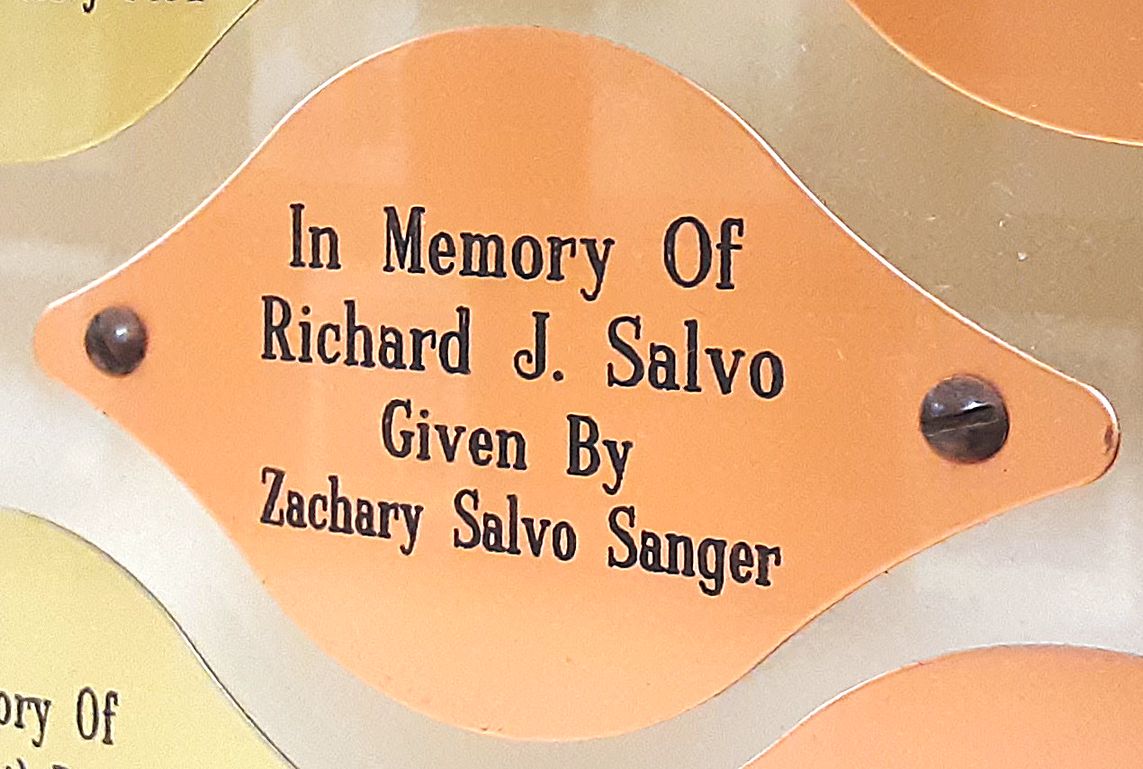 In Memory Of
Richard J. Salvo
Given By
Zachary Salvo Sanger
Of